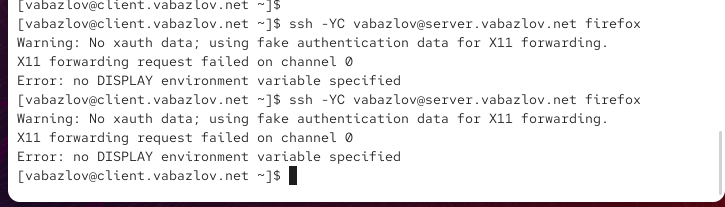 [vabazlov@client.vabazlov.net ~]$
[vabazlov@client.vabazlov.net ~]$ ssh -YC vabazlov@server.vabazlov.net firefox
Warning: No xauth data; using fake authentication data for X11 forwarding.
X11 forwarding request failed on channel 0
Error: no DISPLAY environment variable specified
[vabazlov@client.vabazlov.net ~]$ ssh -YC vabazlov@server.vabazlov.net firefox
Warning: No xauth data; using fake authentication data for X11 forwarding.
X11 forwarding request failed on channel 0
Error: no DISPLAY environment variable specified
[vabazlov@client.vabazlov.net ~]$